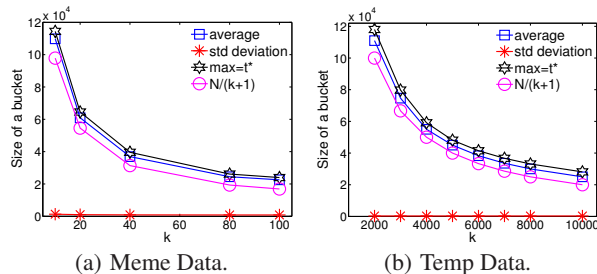 x 10^4
12
10
8
6
4
2
0
20 40 60 80 100
k
Size of a bucket
average
std deviation
max=t*
N/(k+1)
(a) Meme Data.
x 10^4
12
10
8
6
4
2
0
2000 4000 6000 8000 10000
k
Size of a bucket
average
std deviation
max=t*
N/(k+1)
(b) Temp Data.